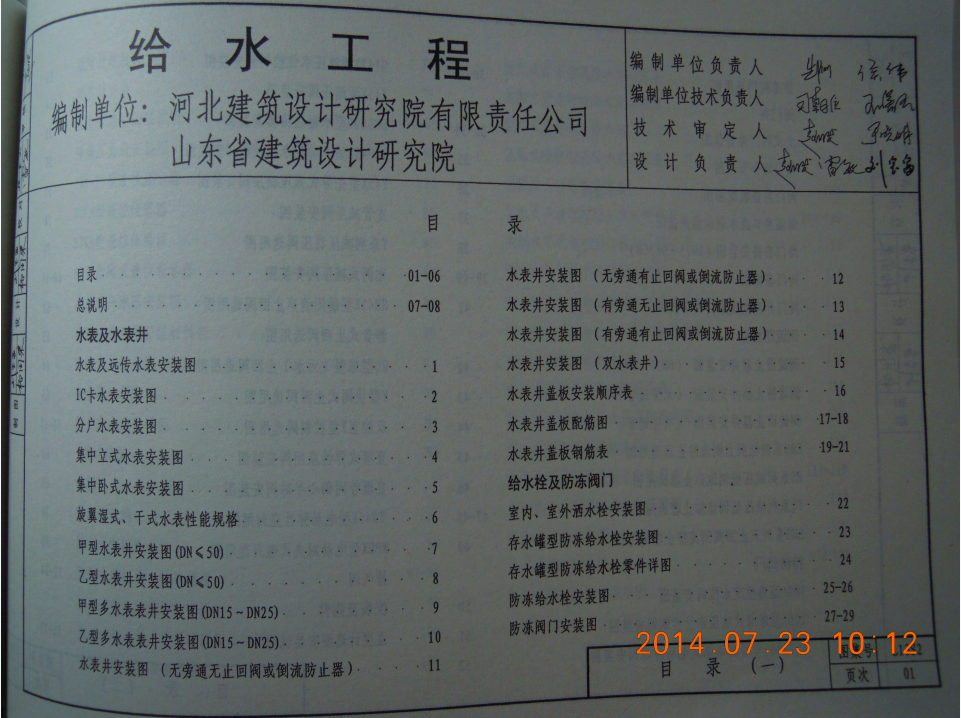 给水工程
编制单位：河北建筑设计研究院有限责任公司
山东省建筑设计研究院
编制单位负责人
编制单位技术负责人
技术审定人
设计负责人
目录
目录 01-06
总说明 07-08
水表及水表井
水表及远传水表安装图 1
IC卡水表安装图 2
分户水表安装图 3
集中立式水表安装图 4
集中卧式水表安装图 5
旋翼湿式、干式水表性能规格 6
甲型水表井安装图(DN≤50) 7
乙型水表井安装图(DN≤50) 8
甲型多水表表井安装图(DN15～DN25) 9
乙型多水表表井安装图(DN15～DN25) 10
水表井安装图（无旁通无止回阀或倒流防止器） 11
水表井安装图（无旁通有止回阀或倒流防止器） 12
水表井安装图（有旁通无止回阀或倒流防止器） 13
水表井安装图（有旁通有止回阀或倒流防止器） 14
水表井安装图（双水表井） 15
水表井盖板安装顺序表 16
水表井盖板配筋图 17-18
水表井盖板钢筋表 19-21
给水栓及防冻阀门
室内、室外洒水栓安装图 22
存水罐型防冻给水栓安装图 23
存水罐型防冻给水栓零件详图 24
防冻给水栓安装图 25-26
防冻阀门安装图 27-29
2014.07.23 10:12
目录（一）
页次 01